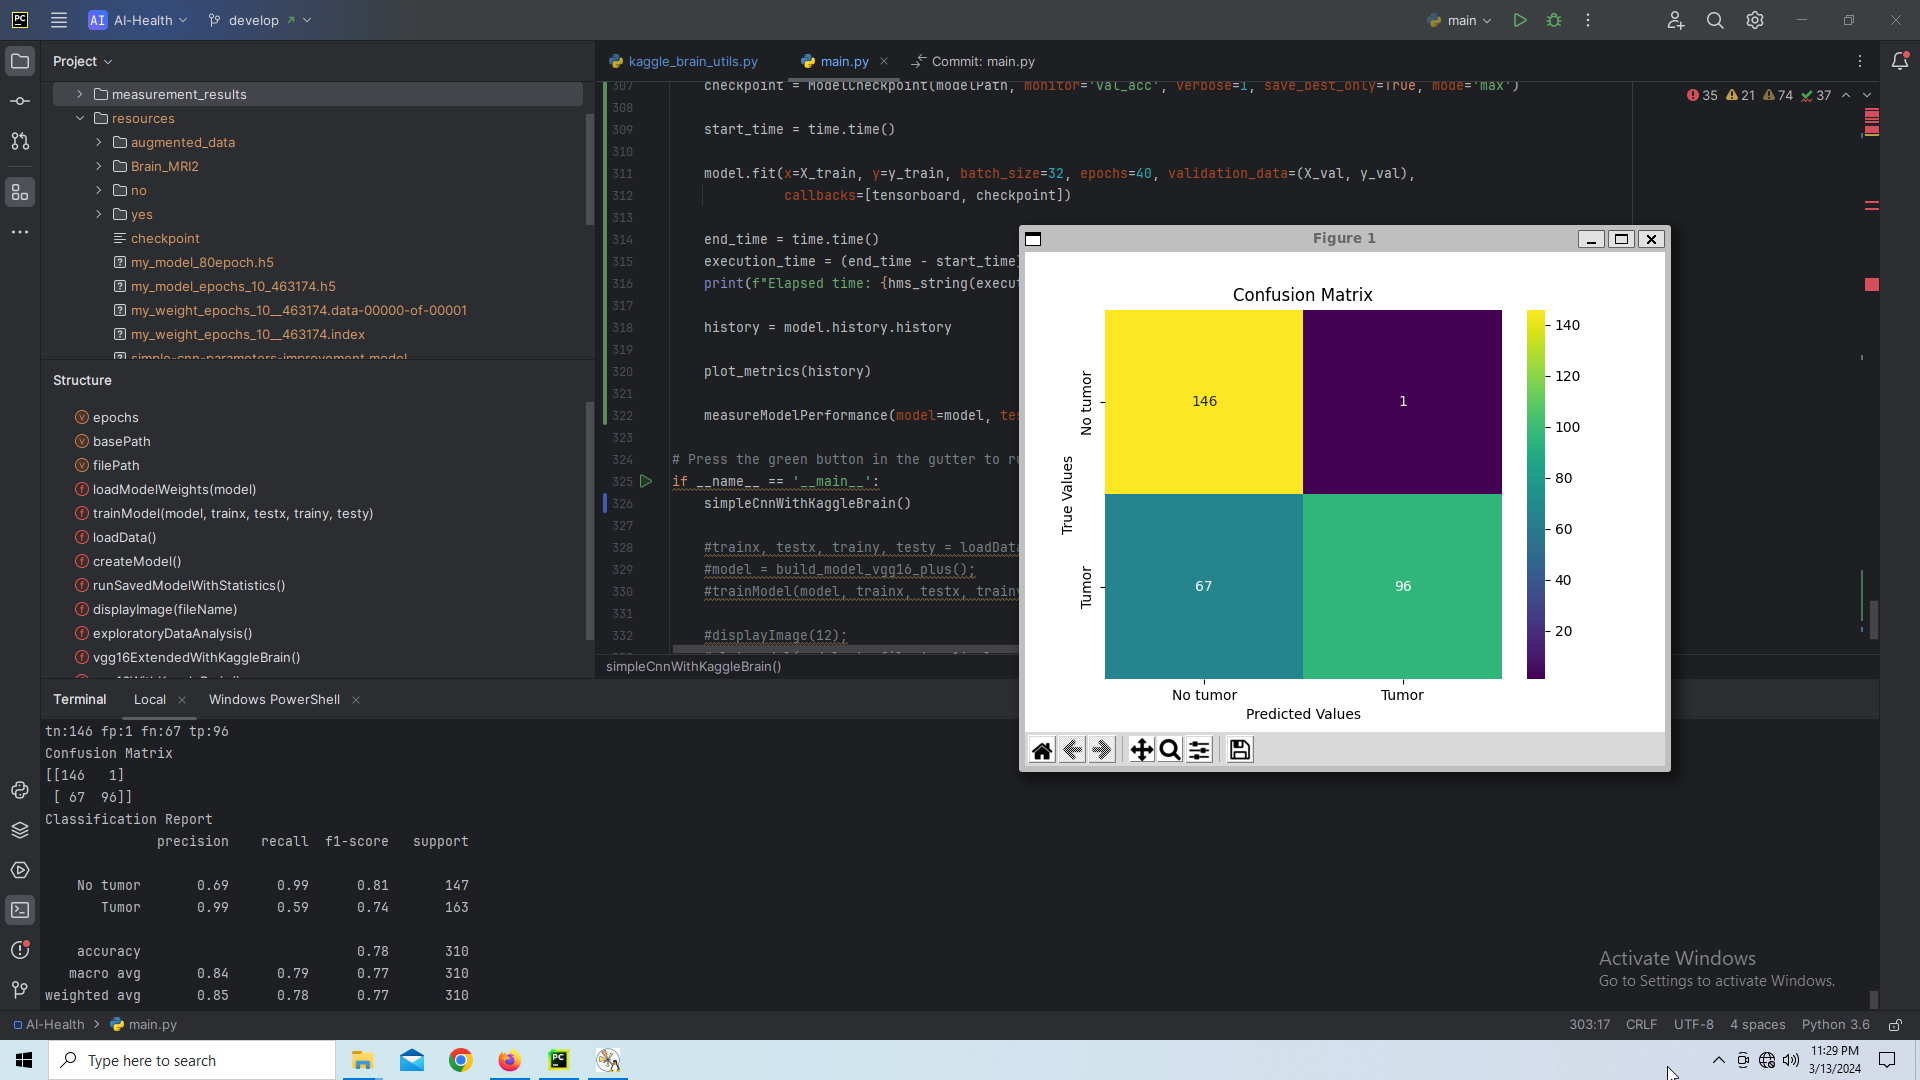 PC
AI AI-Health
develop
main
Project
measurement_results
resources
augmented_data
Brain_MRI2
no
yes
checkpoint
my_model_80epoch.h5
my_model_epochs_10_463174.h5
my_weight_epochs_10__463174.data-00000-of-00001
my_weight_epochs_10__463174.index
simple-cnn-parameters-improvement.model
Structure
epochs
basePath
filePath
loadModelWeights(model)
trainModel(model, trainx, testx, trainy, testy)
loadData()
createModel()
runSavedModelWithStatistics()
displayImage(fileName)
exploratoryDataAnalysis()
vgg16ExtendedWithKaggleBrain()
kaggle_brain_utils.py
main.py
Commit: main.py
35 21 74 37
307 checkpoint = ModelCheckpoint(modelPath, monitor='val_acc', verbose=1, save_best_only=True, mode='max')
308
309 start_time = time.time()
310
311 model.fit(x=X_train, y=y_train, batch_size=32, epochs=40, validation_data=(X_val, y_val),
312 callbacks=[tensorboard, checkpoint])
313
314 end_time = time.time()
315 execution_time = (end_time - start_time)
316 print(f"Elapsed time: {hms_string(execut
317
318 history = model.history.history
319
320 plot_metrics(history)
321
322 measureModelPerformance(model=model, tes
323
324 # Press the green button in the gutter to ru
325 if __name__ == '__main__':
326 simpleCnnWithKaggleBrain()
327
328 #trainx, testx, trainy, testy = loadData
329 #model = build_model_vgg16_plus();
330 #trainModel(model, trainx, testx, trainy
331
332 #displayImage(12);
simpleCnnWithKaggleBrain()
Figure 1
Confusion Matrix
True Values
No tumor
Tumor
146
1
67
96
No tumor
Tumor
Predicted Values
140
120
100
80
60
40
20
Terminal
Local
Windows PowerShell
tn:146 fp:1 fn:67 tp:96
Confusion Matrix
[[146   1]
[ 67  96]]
Classification Report
precision    recall  f1-score   support
No tumor       0.69      0.99      0.81       147
Tumor       0.99      0.59      0.74       163
accuracy                           0.78       310
macro avg       0.84      0.79      0.77       310
weighted avg       0.85      0.78      0.77       310
Activate Windows
Go to Settings to activate Windows.
AI-Health
main.py
303:17 CRLF UTF-8 4 spaces Python 3.6
Type here to search
PC
11:29 PM
3/13/2024